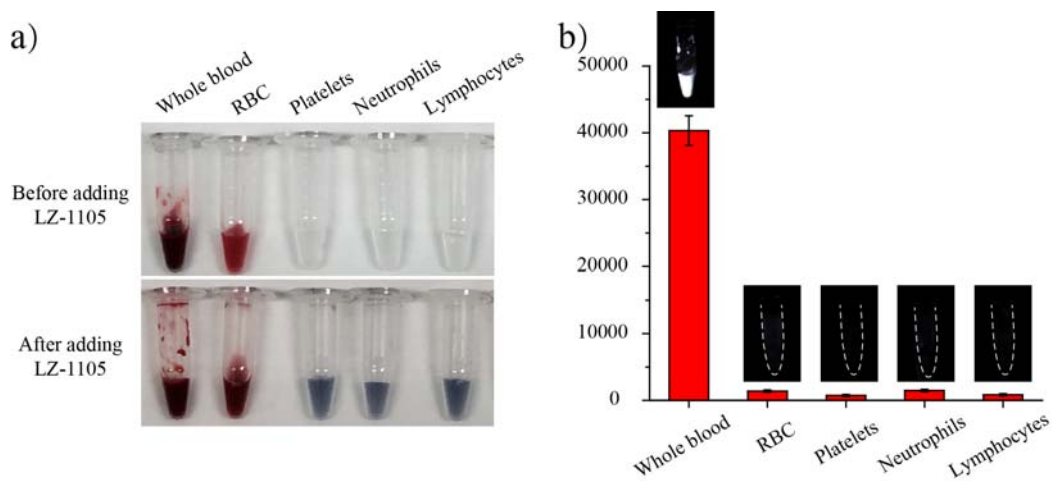 a)
Whole blood
RBC
Platelets
Neutrophils
Lymphocytes
Before adding
LZ-1105
After adding
LZ-1105
b)
50000
40000
30000
20000
10000
0
Whole blood
RBC
Platelets
Neutrophils
Lymphocytes